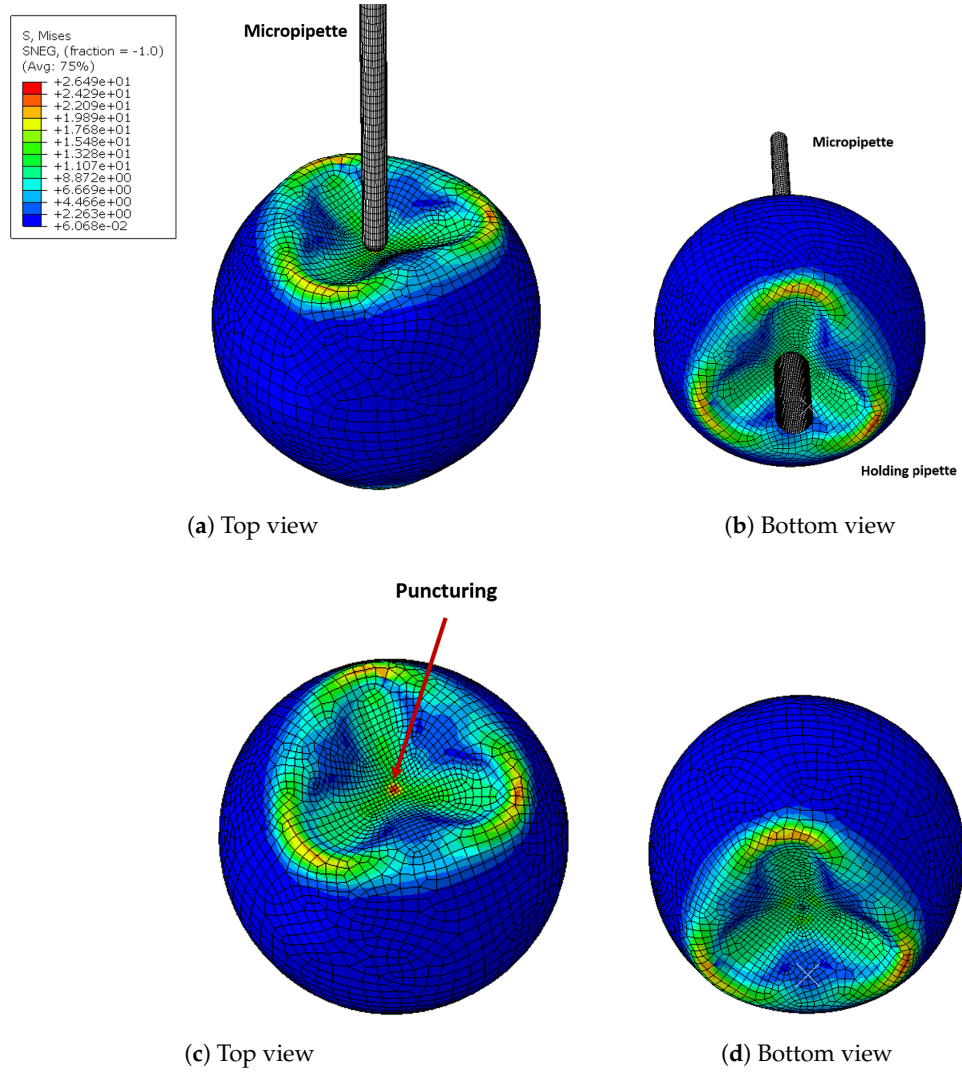 S, Mises
SNEG, (fraction = -1.0)
(Avg: 75%)
+2.649e+01
+2.429e+01
+2.209e+01
+1.989e+01
+1.768e+01
+1.548e+01
+1.328e+01
+1.107e+01
+8.872e+00
+6.669e+00
+4.466e+00
+2.263e+00
+6.068e-02
Micropipette
Micropipette
Holding pipette
(a) Top view
(b) Bottom view
Puncturing
(c) Top view
(d) Bottom view